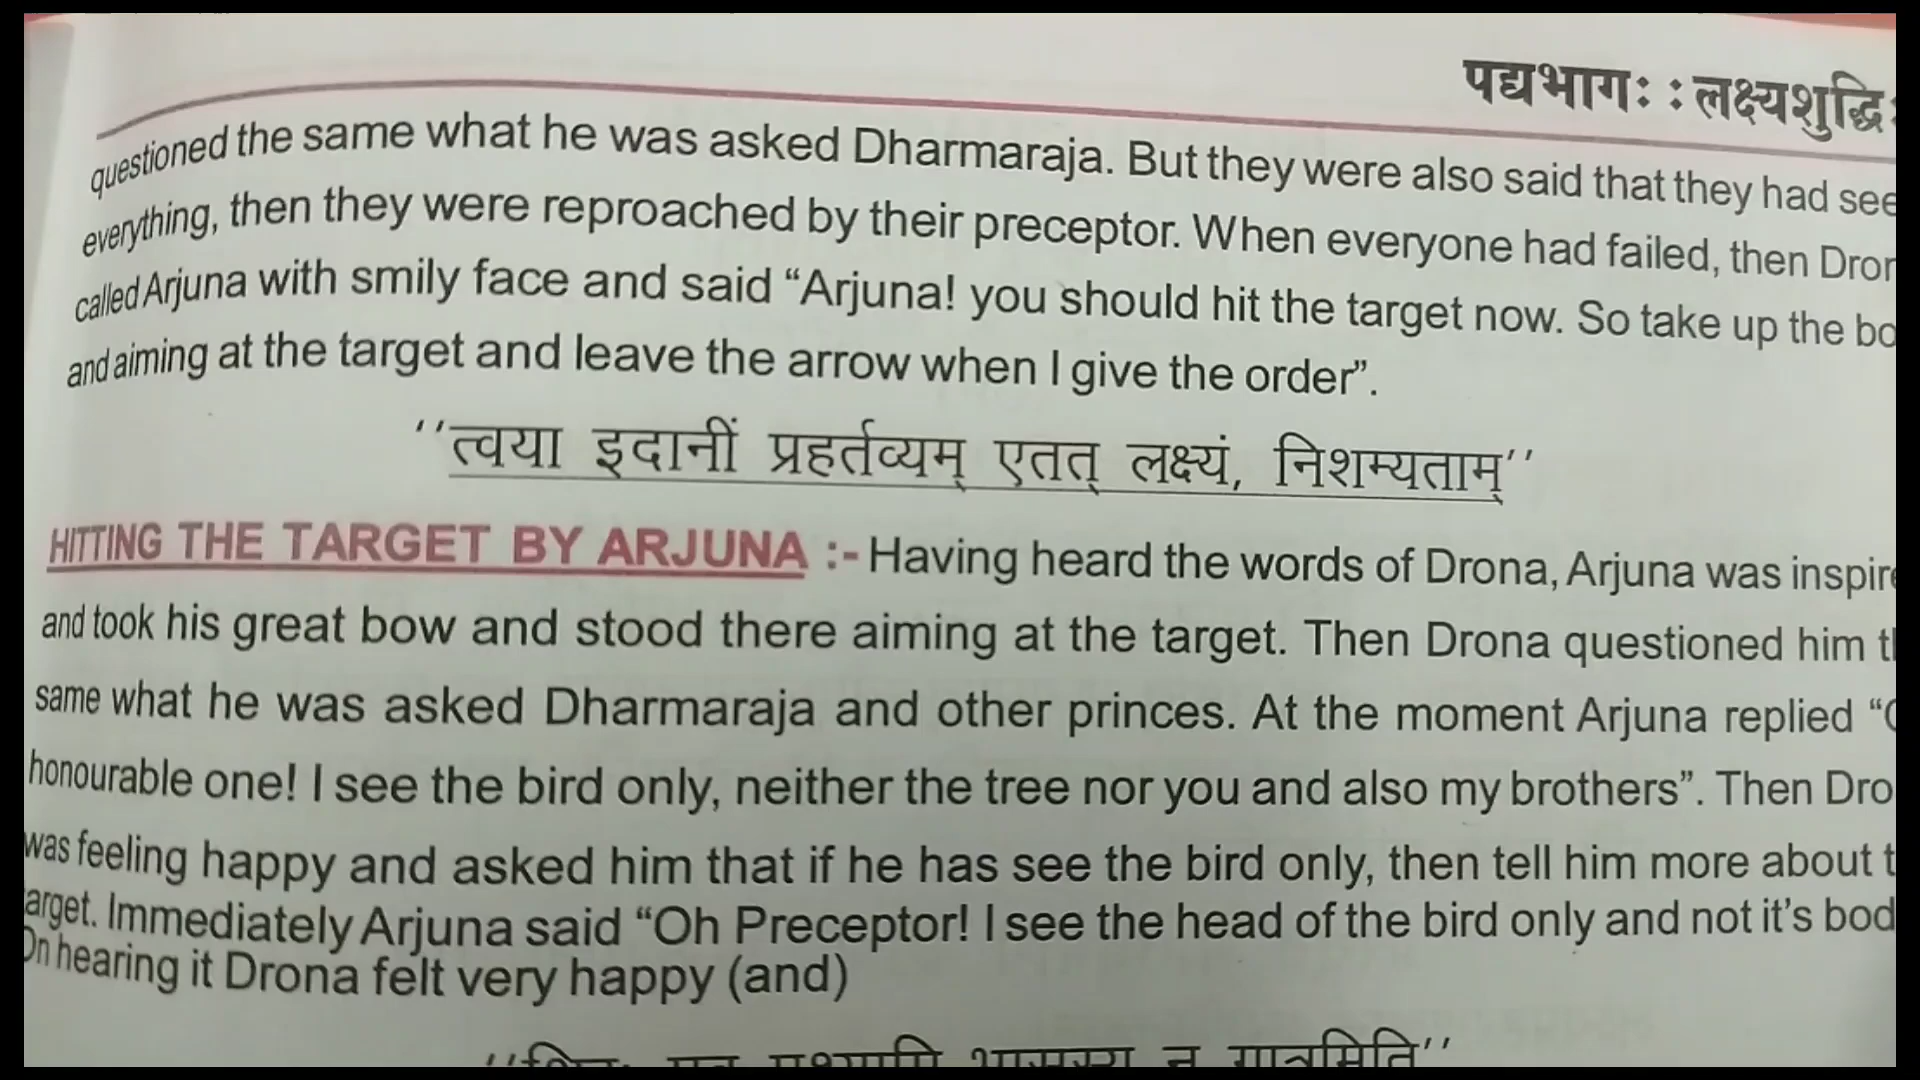 पद्यभागः : लक्ष्यशुद्धिः
questioned the same what he was asked Dharmaraja. But they were also said that they had see
everything, then they were reproached by their preceptor. When everyone had failed, then Dron
called Arjuna with smily face and said “Arjuna! you should hit the target now. So take up the bo
and aiming at the target and leave the arrow when I give the order”.
‘‘त्वया इदानीं प्रहर्तव्यम् एतत् लक्ष्यं, निशम्यताम्’’
HITTING THE TARGET BY ARJUNA :- Having heard the words of Drona, Arjuna was inspire
and took his great bow and stood there aiming at the target. Then Drona questioned him t
same what he was asked Dharmaraja and other princes. At the moment Arjuna replied “O
honourable one! I see the bird only, neither the tree nor you and also my brothers”. Then Dro
was feeling happy and asked him that if he has see the bird only, then tell him more about t
arget. Immediately Arjuna said “Oh Preceptor! I see the head of the bird only and not it’s bod
On hearing it Drona felt very happy (and)